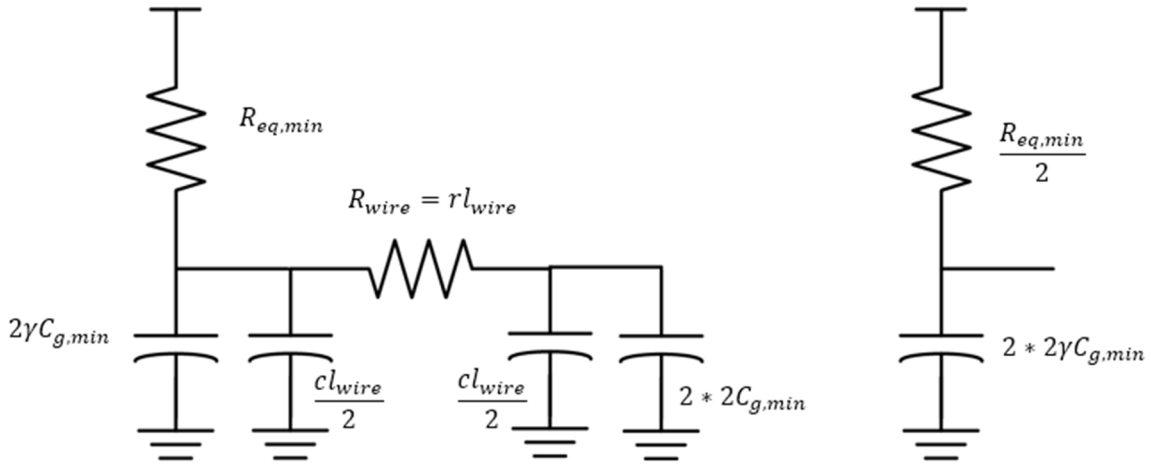 R_{eq,min}
R_{wire} = rl_{wire}
2γC_{g,min}
cl_{wire}
2
cl_{wire}
2
2 * 2C_{g,min}
R_{eq,min}
2
2 * 2γC_{g,min}